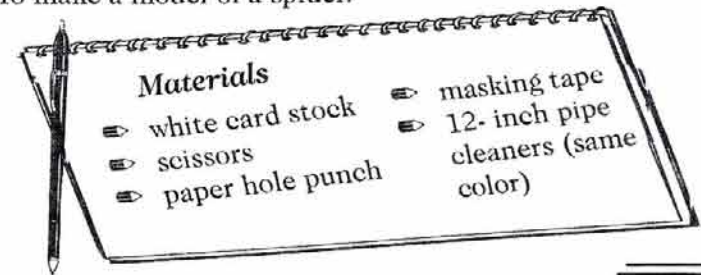 To make a model of a spider.
Materials
white card stock
scissors
paper hole punch
masking tape
12- inch pipe
cleaners (same
color)